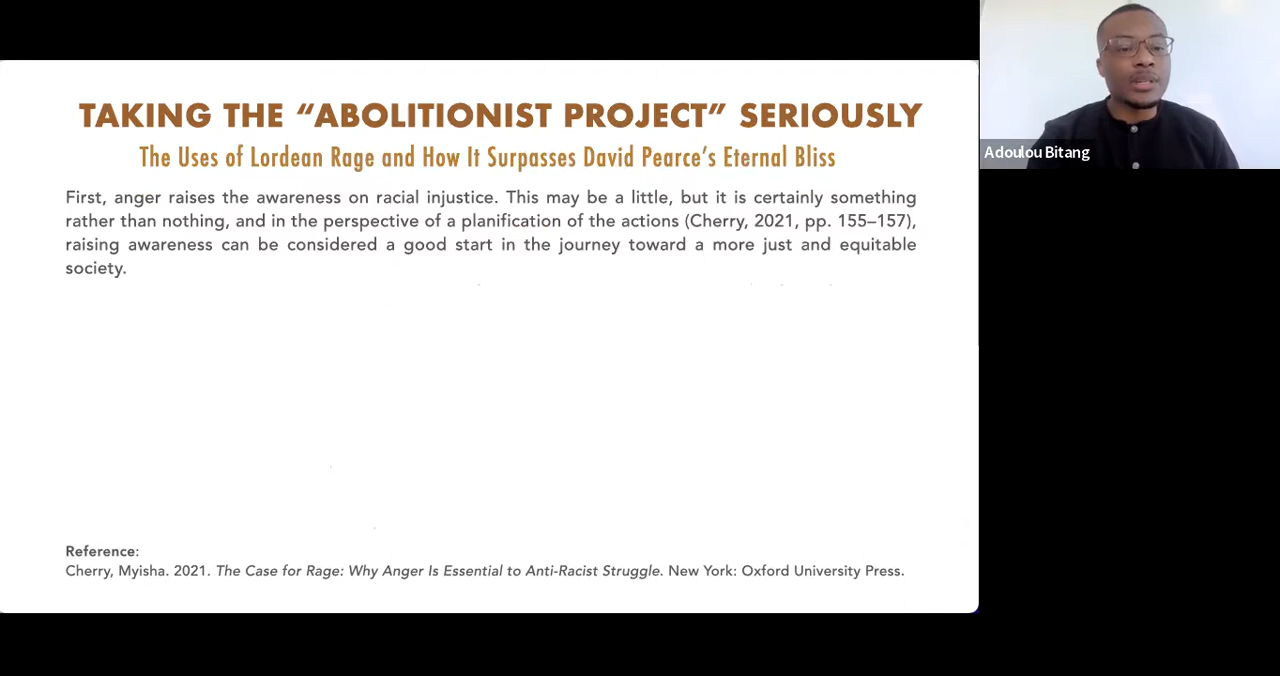 TAKING THE “ABOLITIONIST PROJECT” SERIOUSLY
The Uses of Lordean Rage and How It Surpasses David Pearce’s Eternal Bliss
First, anger raises the awareness on racial injustice. This may be a little, but it is certainly something
rather than nothing, and in the perspective of a planification of the actions (Cherry, 2021, pp. 155–157),
raising awareness can be considered a good start in the journey toward a more just and equitable
society.
Reference:
Cherry, Myisha. 2021. The Case for Rage: Why Anger Is Essential to Anti-Racist Struggle. New York: Oxford University Press.
Adoulou Bitang